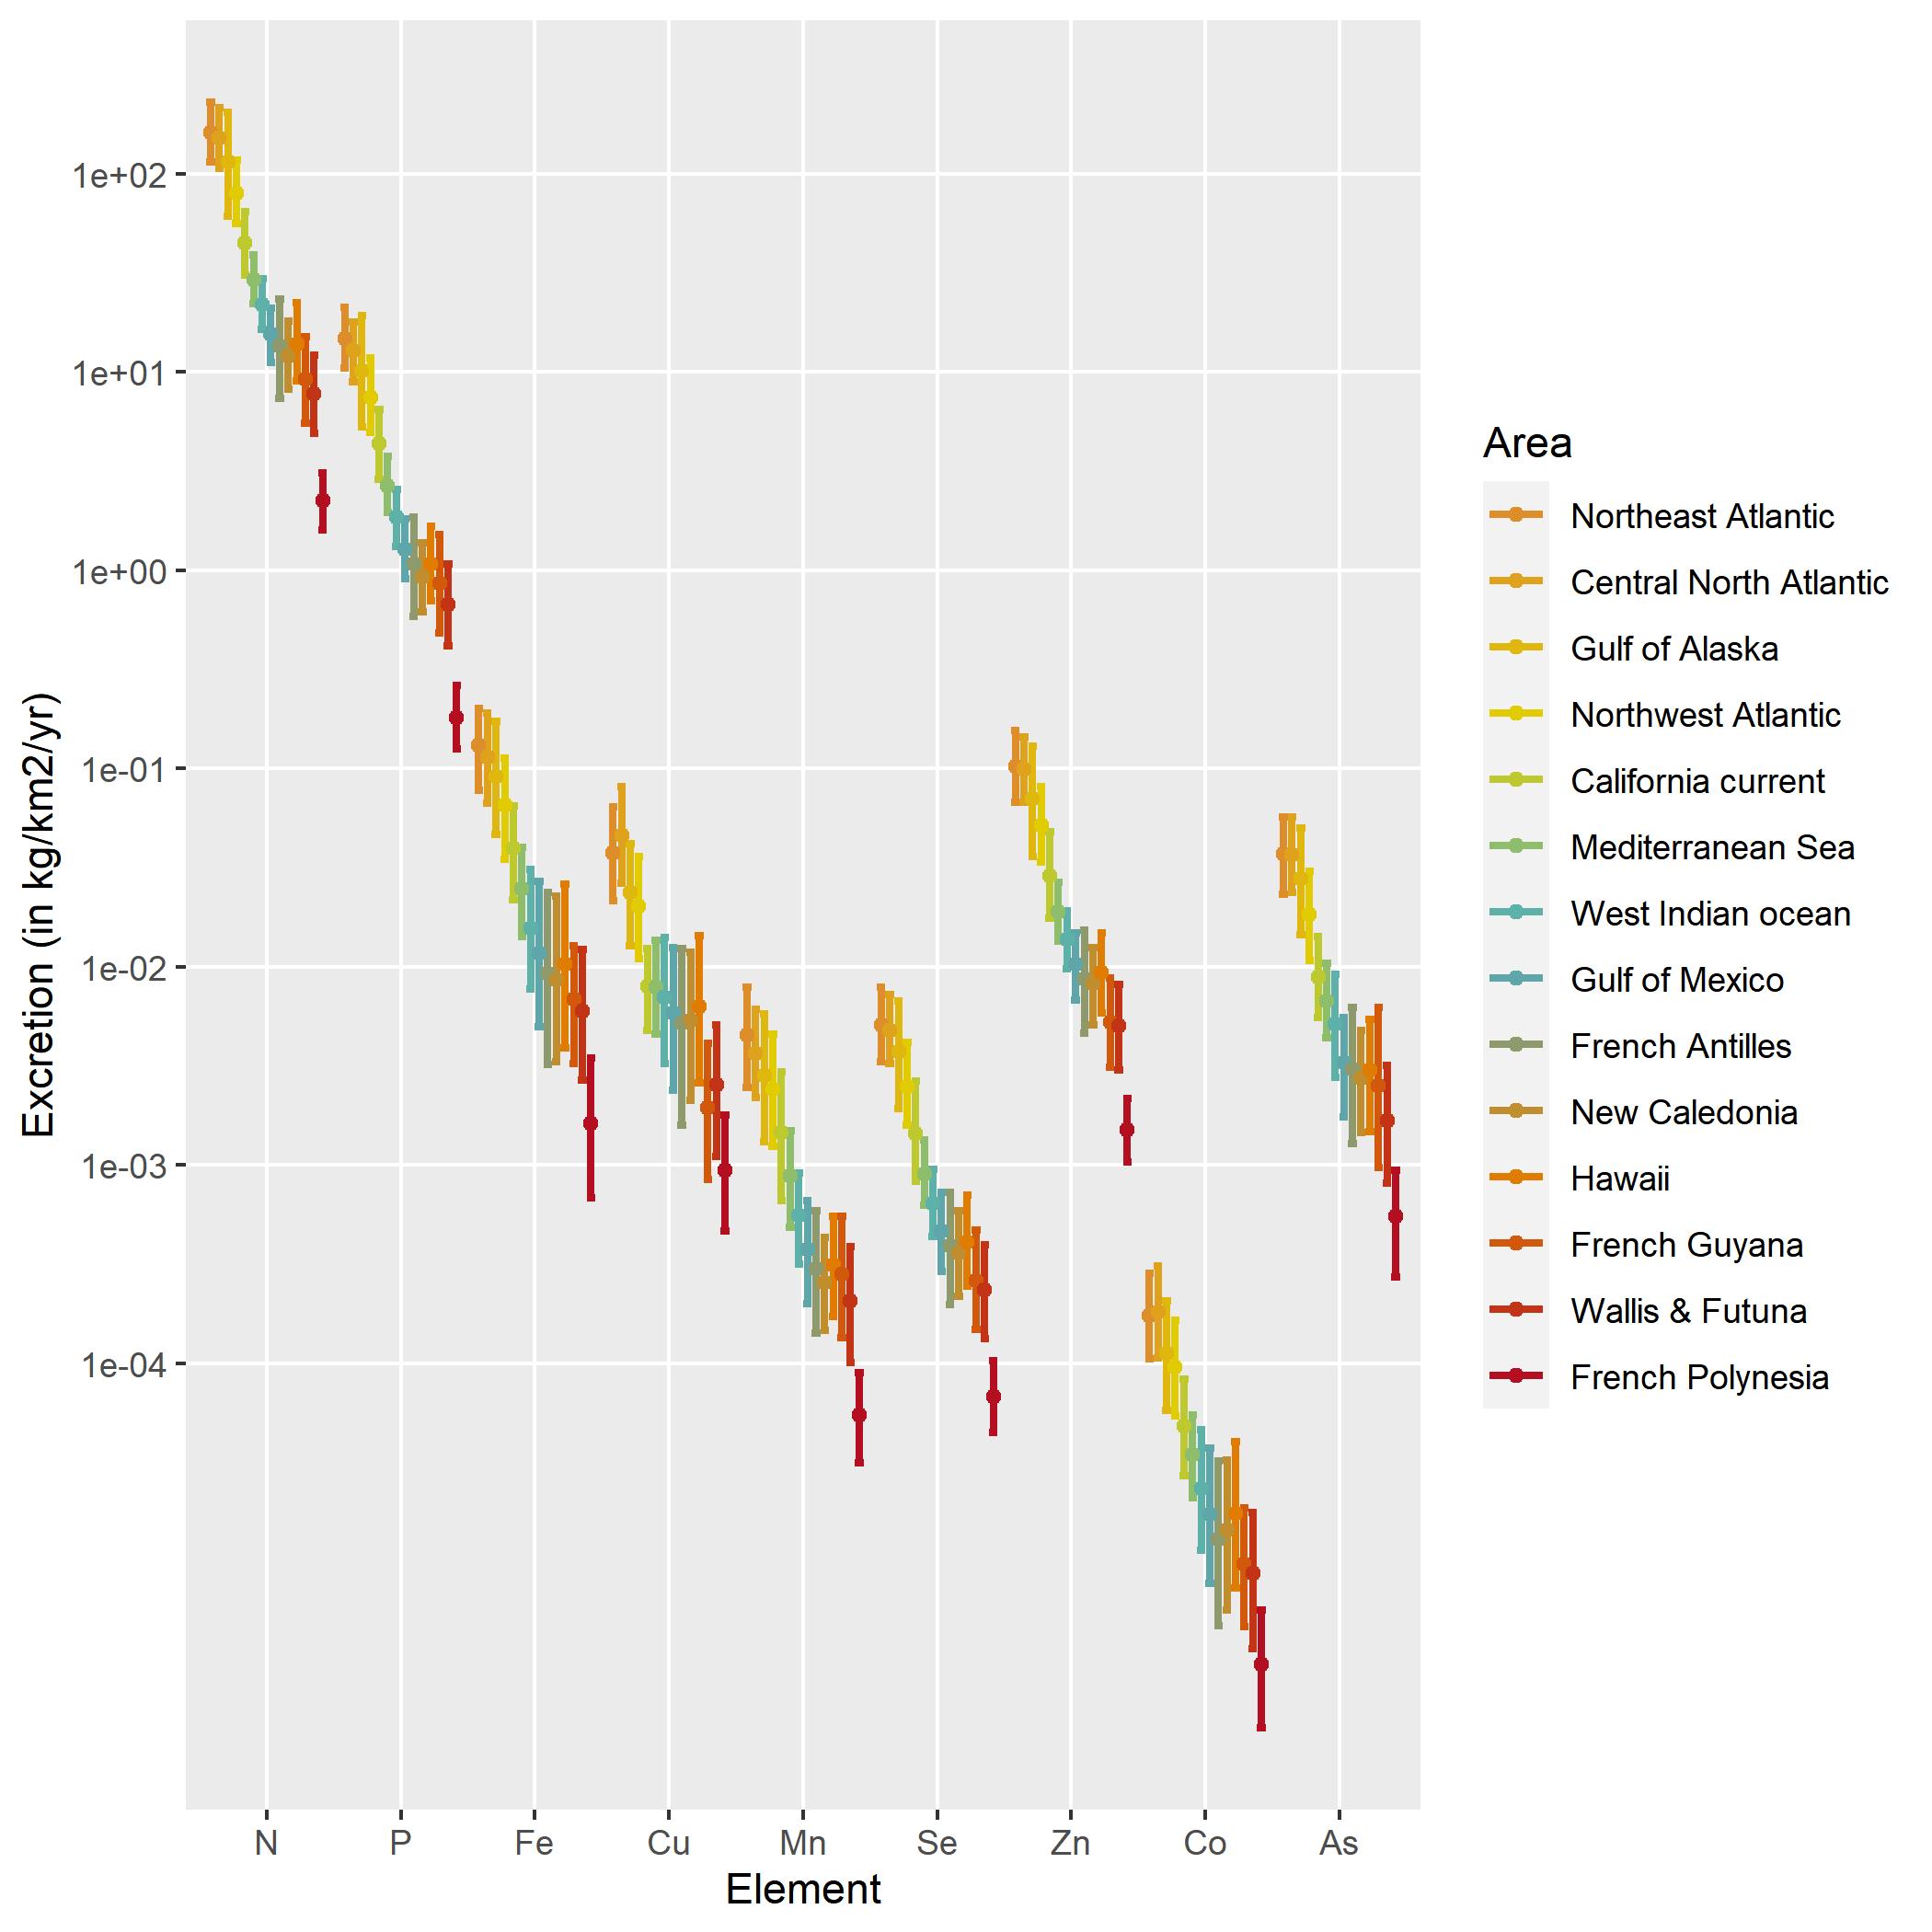 Excretion (in kg/km2/yr)
1e+02
1e+01
1e+00
1e-01
1e-02
1e-03
1e-04
N P Fe Cu Mn Se Zn Co As
Element
Area
Northeast Atlantic
Central North Atlantic
Gulf of Alaska
Northwest Atlantic
California current
Mediterranean Sea
West Indian ocean
Gulf of Mexico
French Antilles
New Caledonia
Hawaii
French Guyana
Wallis & Futuna
French Polynesia